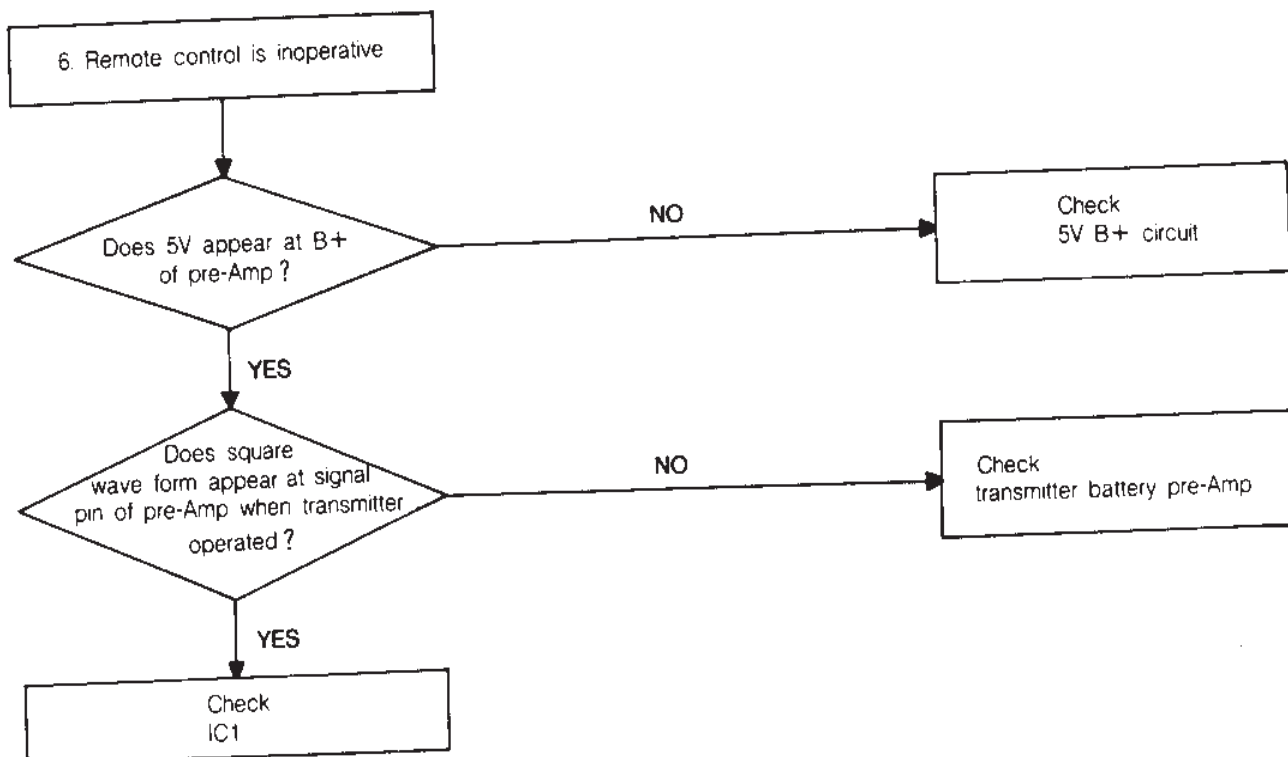 6. Remote control is inoperative
Does 5V appear at B+
of pre-Amp?
NO
Check
5V B+ circuit
YES
Does square
wave form appear at signal
pin of pre-Amp when transmitter
operated?
NO
Check
transmitter battery pre-Amp
YES
Check
IC1